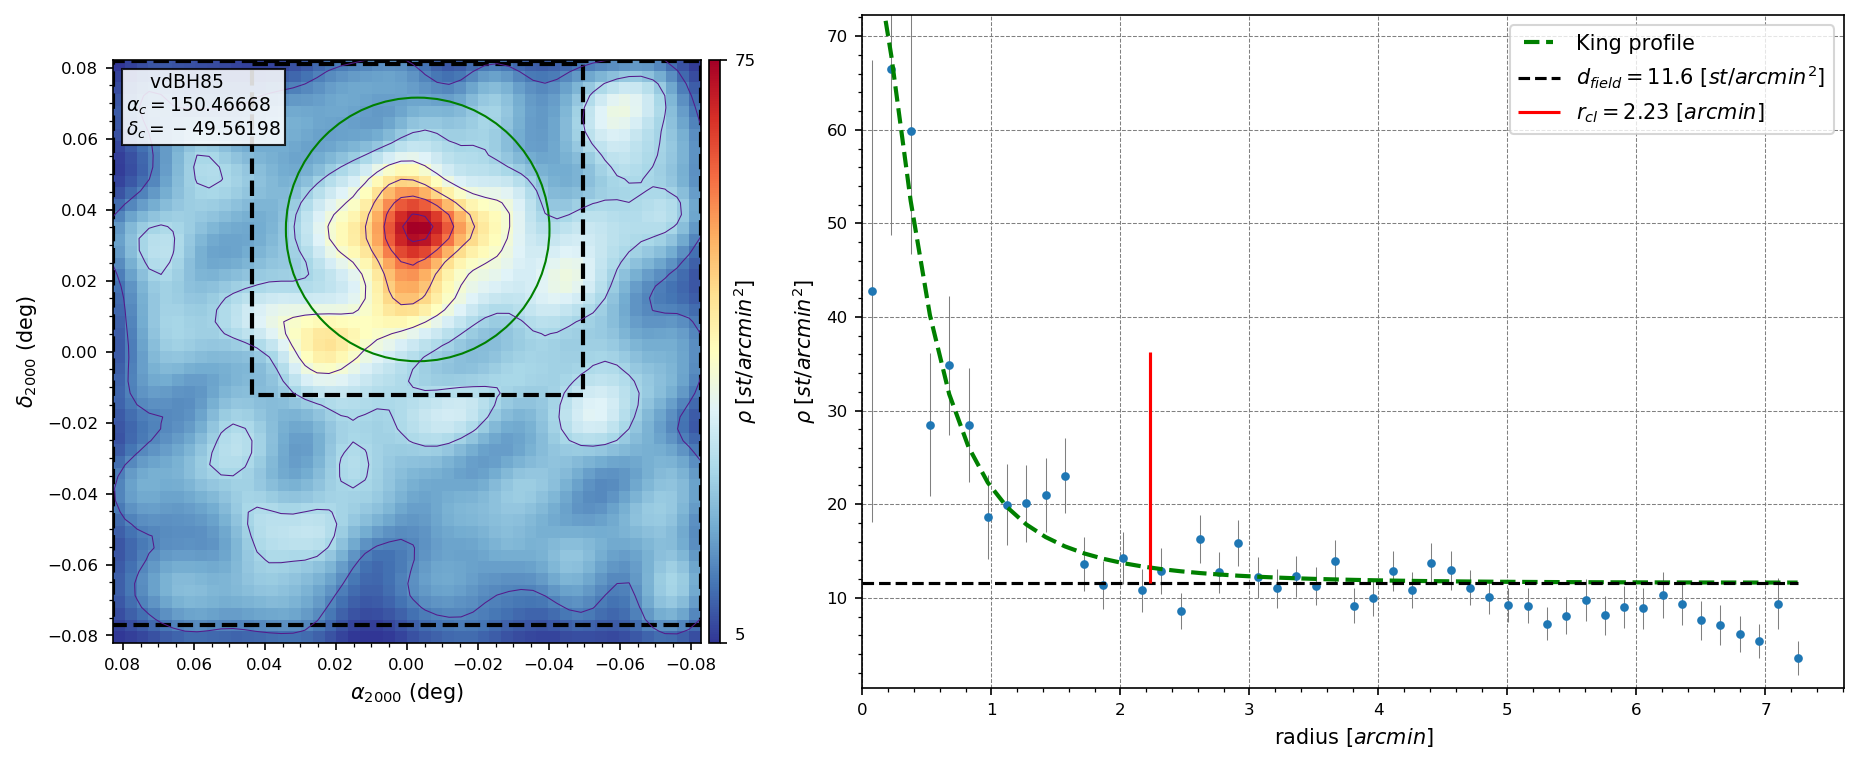 vdBH85
α_c = 150.46668
δ_c = −49.56198
0.08
0.06
0.04
0.02
0.00
−0.02
−0.04
−0.06
−0.08
δ_2000 (deg)
0.08 0.06 0.04 0.02 0.00 −0.02 −0.04 −0.06 −0.08
α_2000 (deg)
75
5
ρ [st/arcmin²]
King profile
d_field = 11.6 [st/arcmin²]
r_cl = 2.23 [arcmin]
70
60
50
40
30
20
10
ρ [st/arcmin²]
0 1 2 3 4 5 6 7
radius [arcmin]